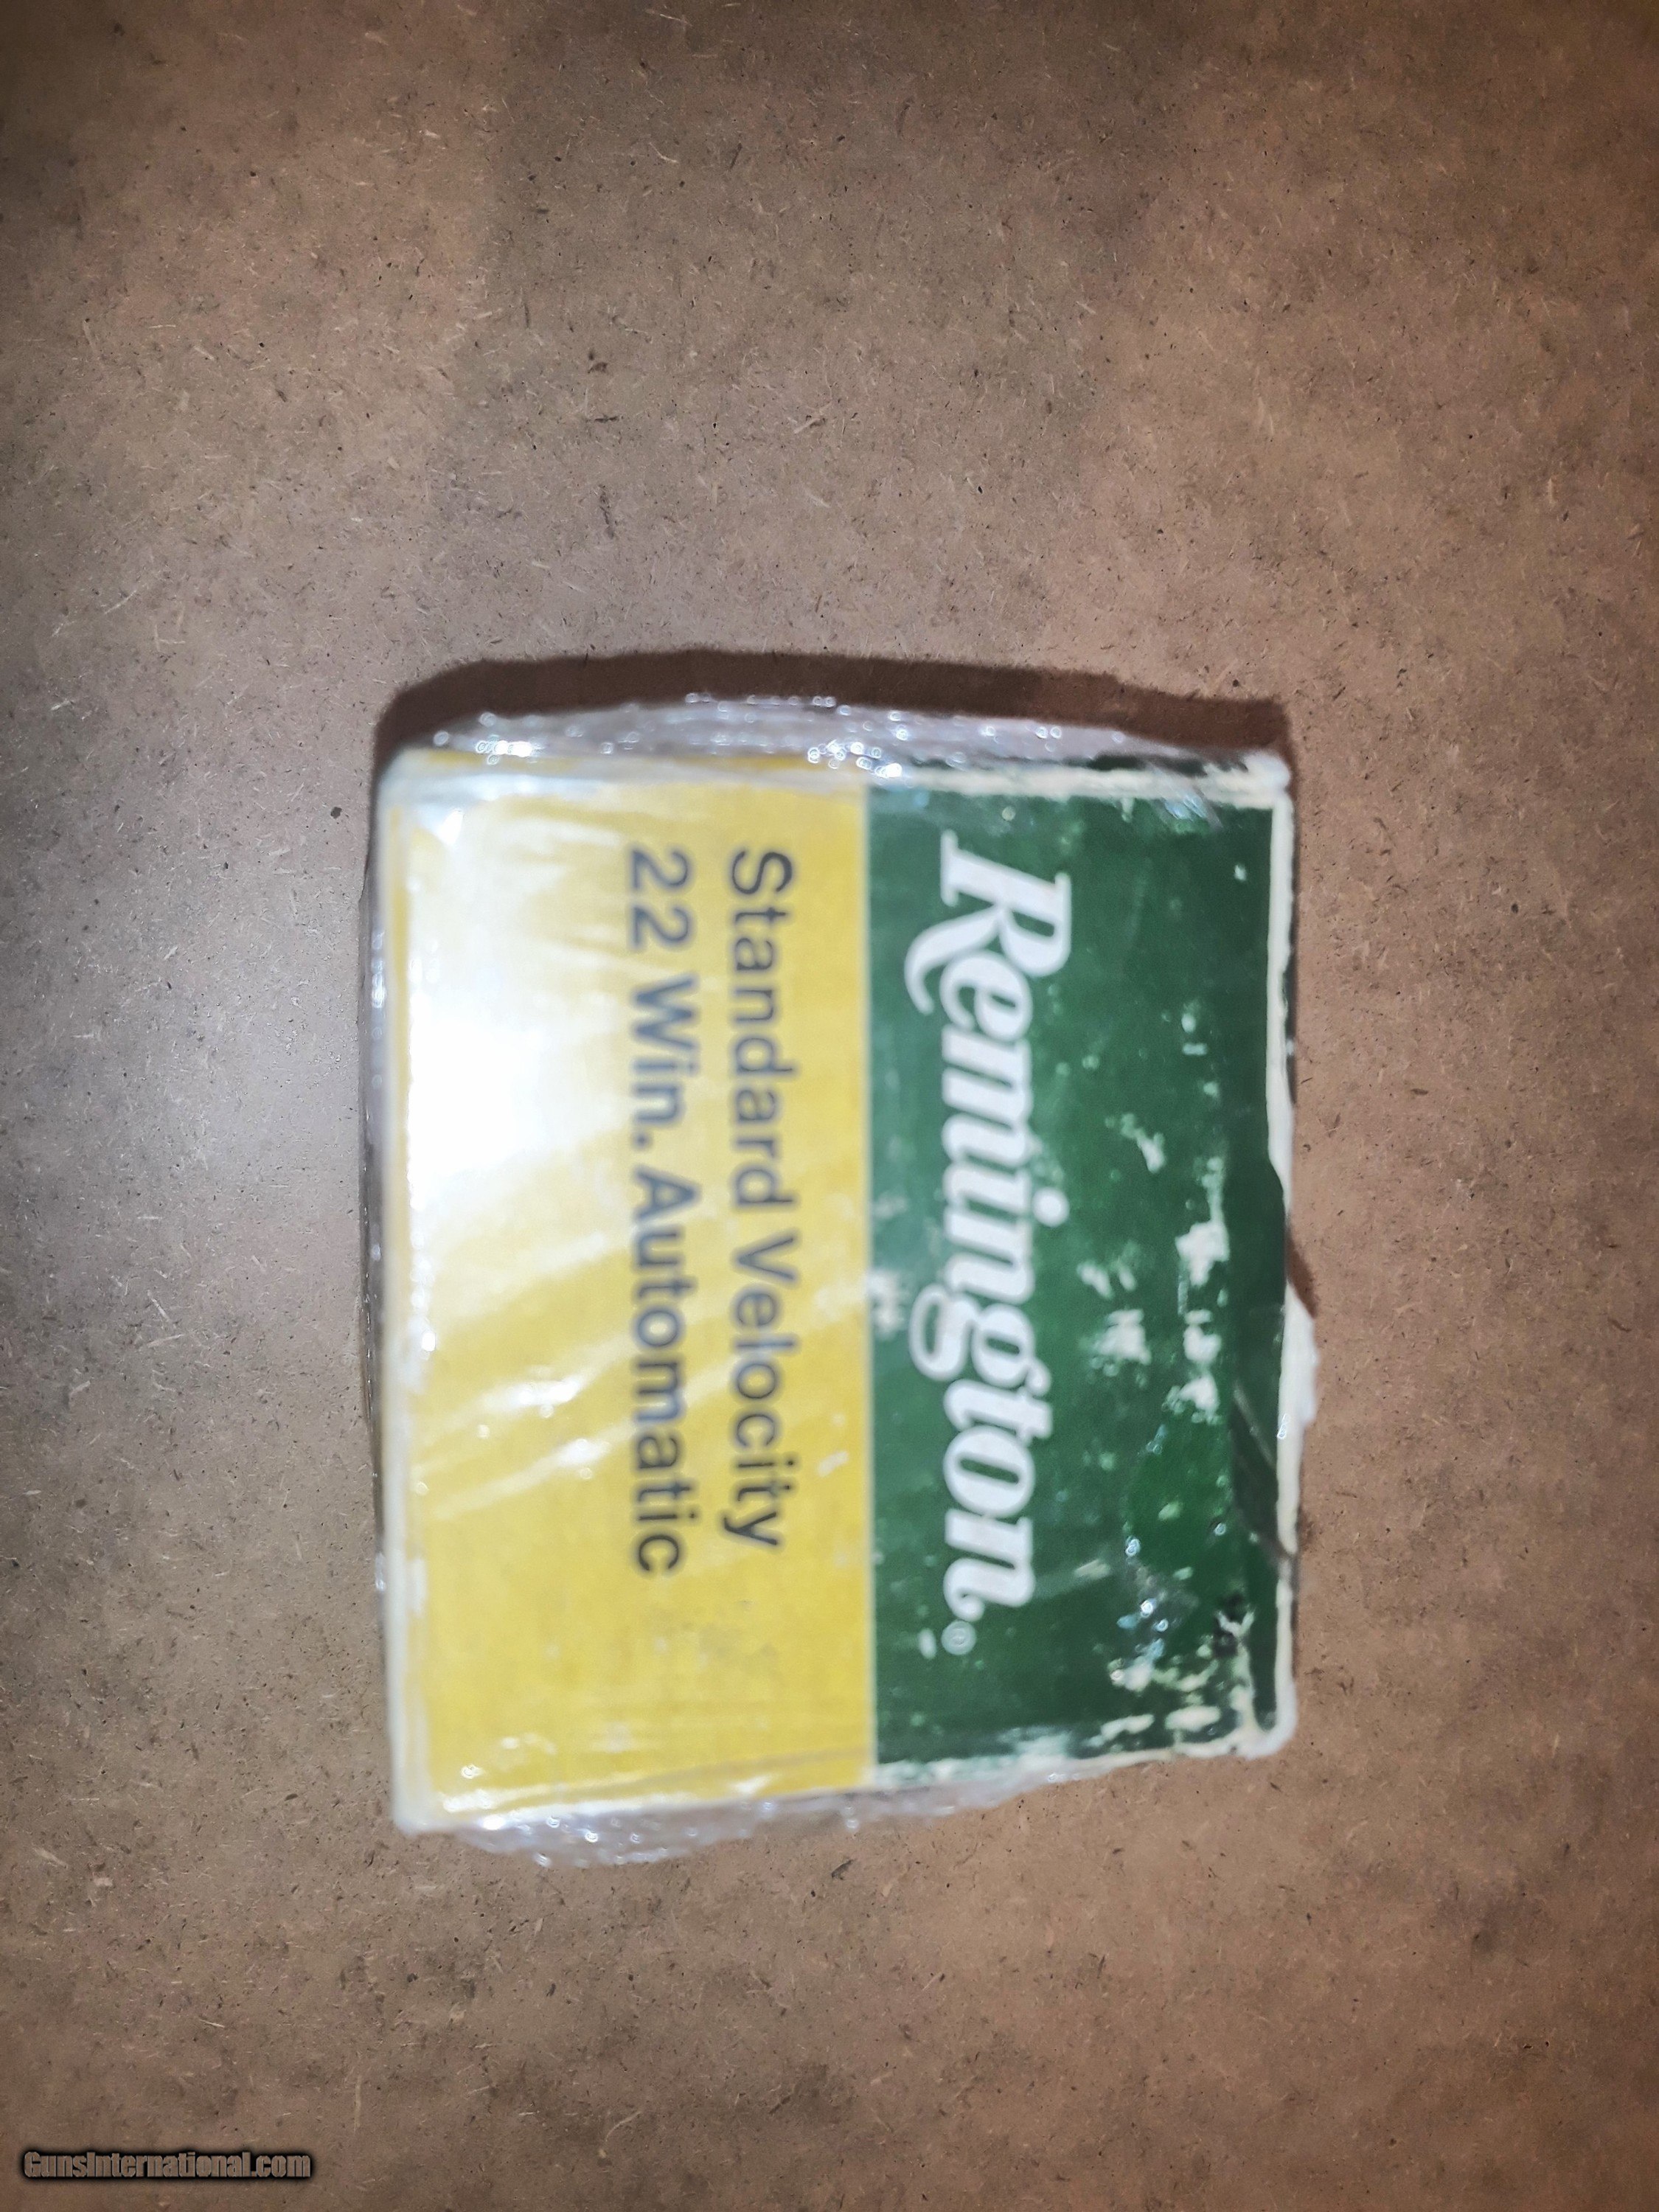 Remington®
Standard Velocity
22 Win. Automatic
GunsInternational.com